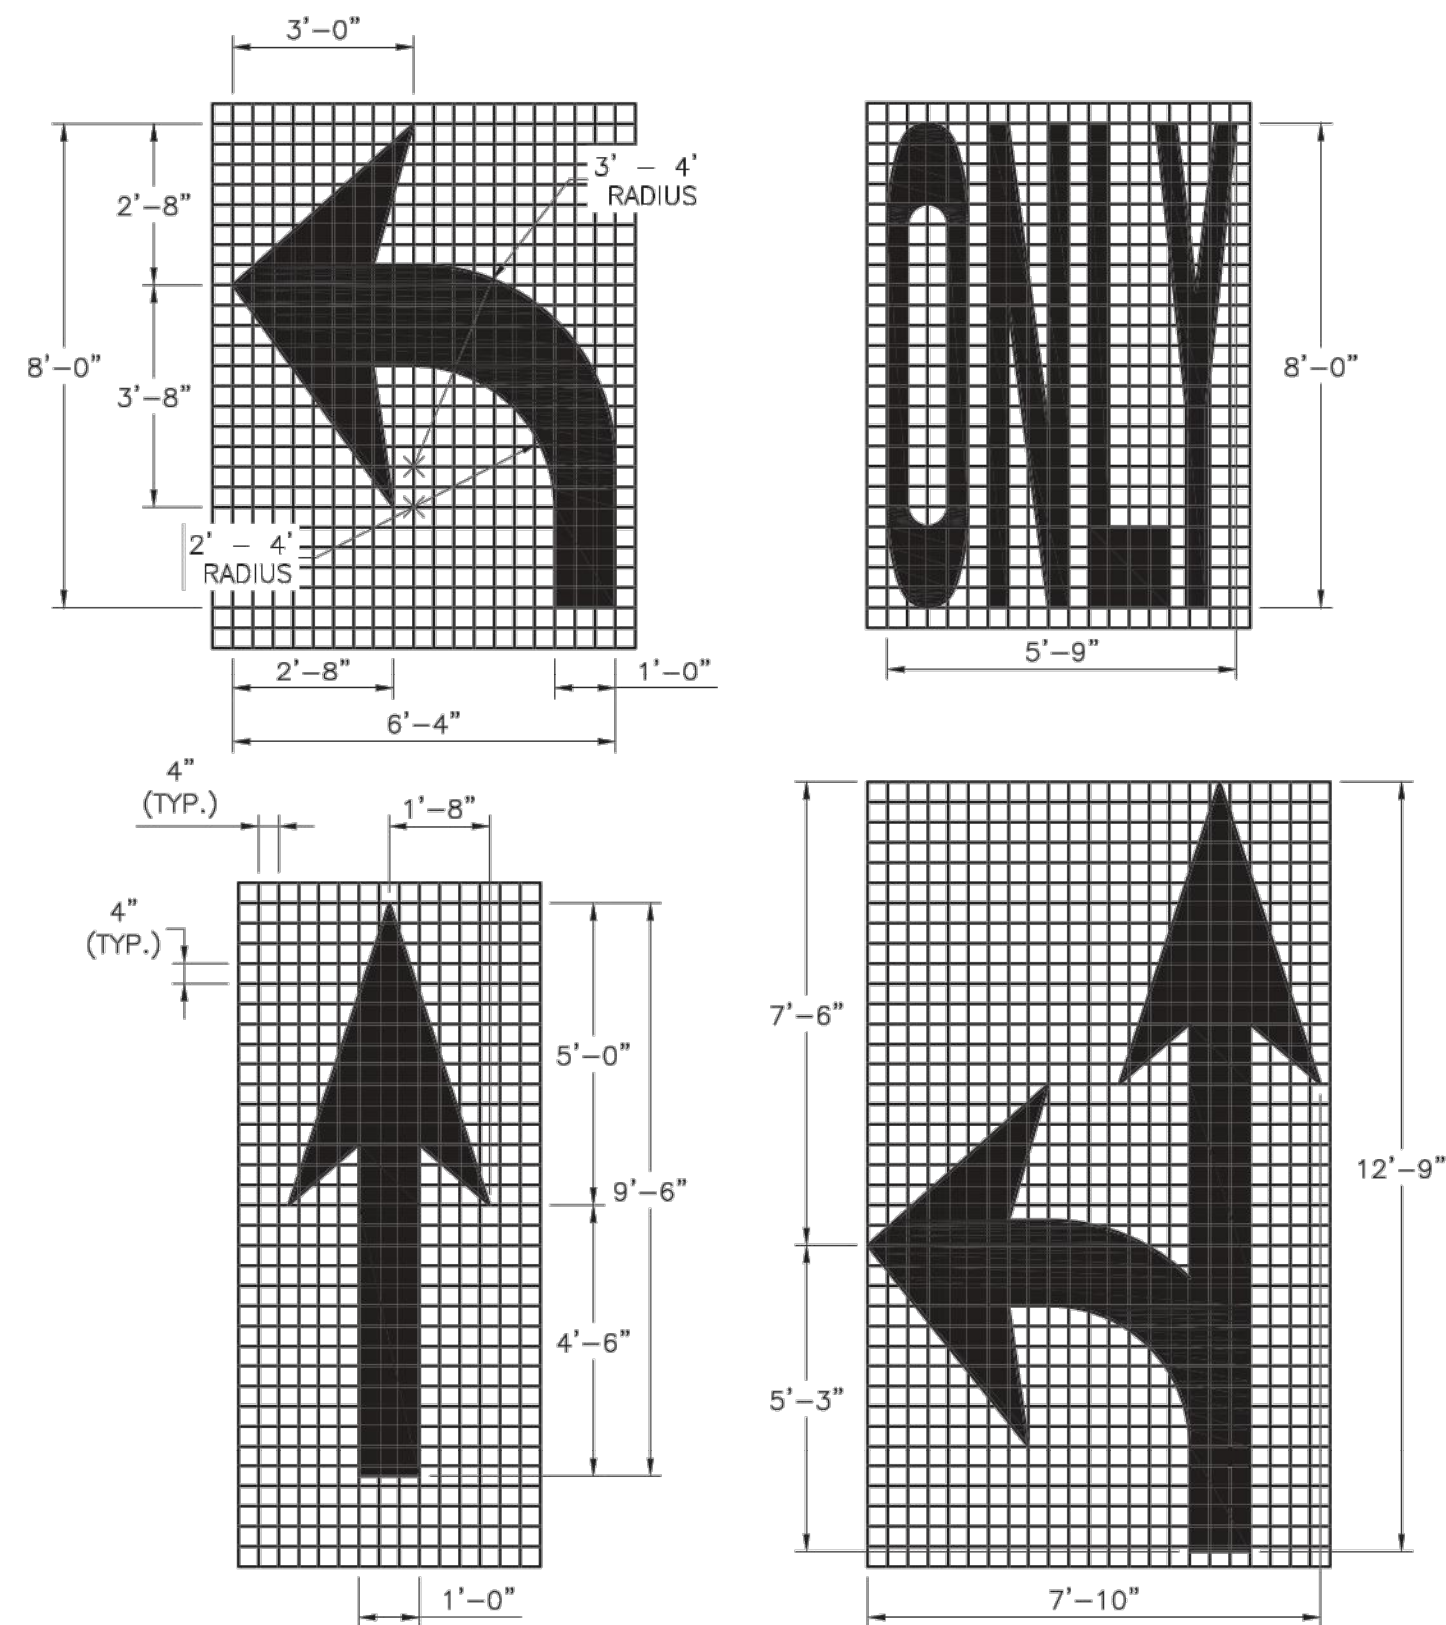 3’–0”
3’ – 4’
RADIUS
2’–8”
8’–0”
3’–8”
2’ – 4’
RADIUS
2’–8”
1’–0”
6’–4”
ONLY
8’–0”
5’–9”
4”
(TYP.)
1’–8”
4”
(TYP.)
5’–0”
9’–6”
4’–6”
1’–0”
7’–6”
12’–9”
5’–3”
7’–10”